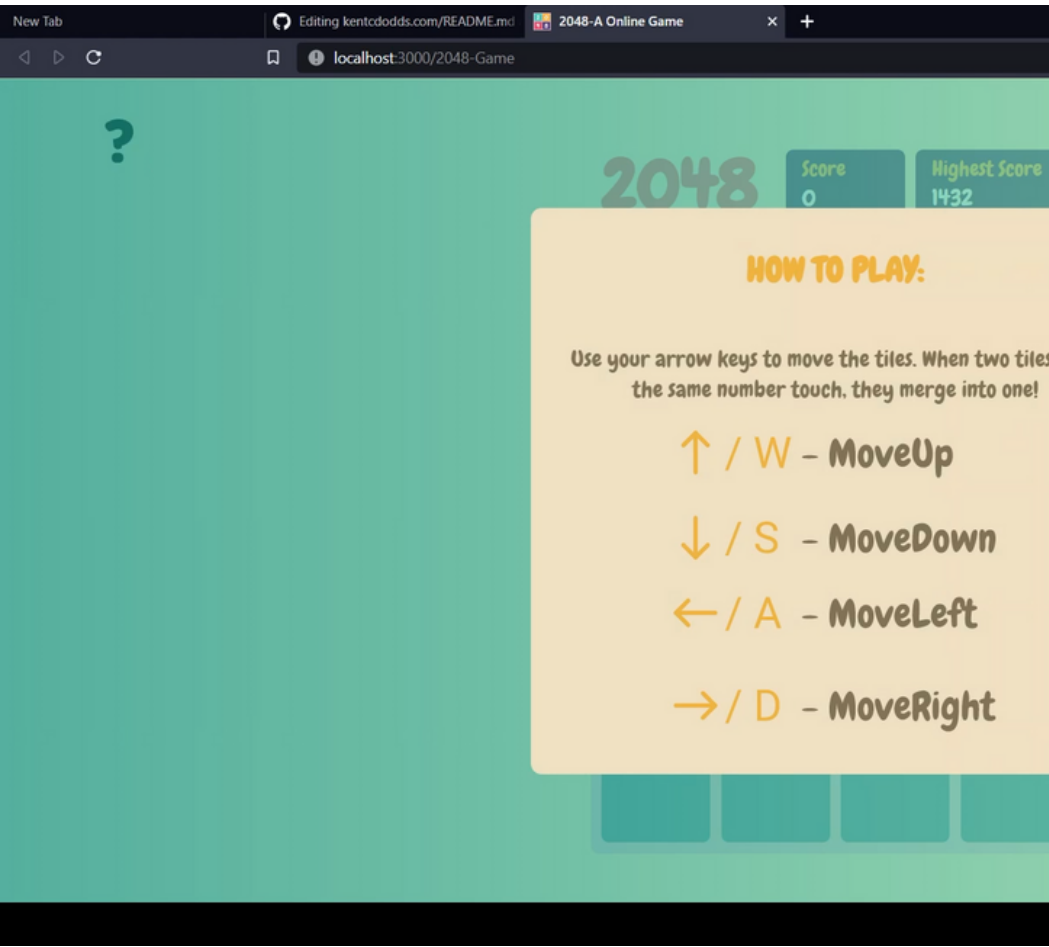 New Tab
Editing kentcdodds.com/README.md
2048-A Online Game
localhost:3000/2048-Game
?
2048
Score
0
Highest Score
1432
HOW TO PLAY:
Use your arrow keys to move the tiles. When two tiles
the same number touch, they merge into one!
↑ / W - MoveUp
↓ / S - MoveDown
← / A - MoveLeft
→ / D - MoveRight